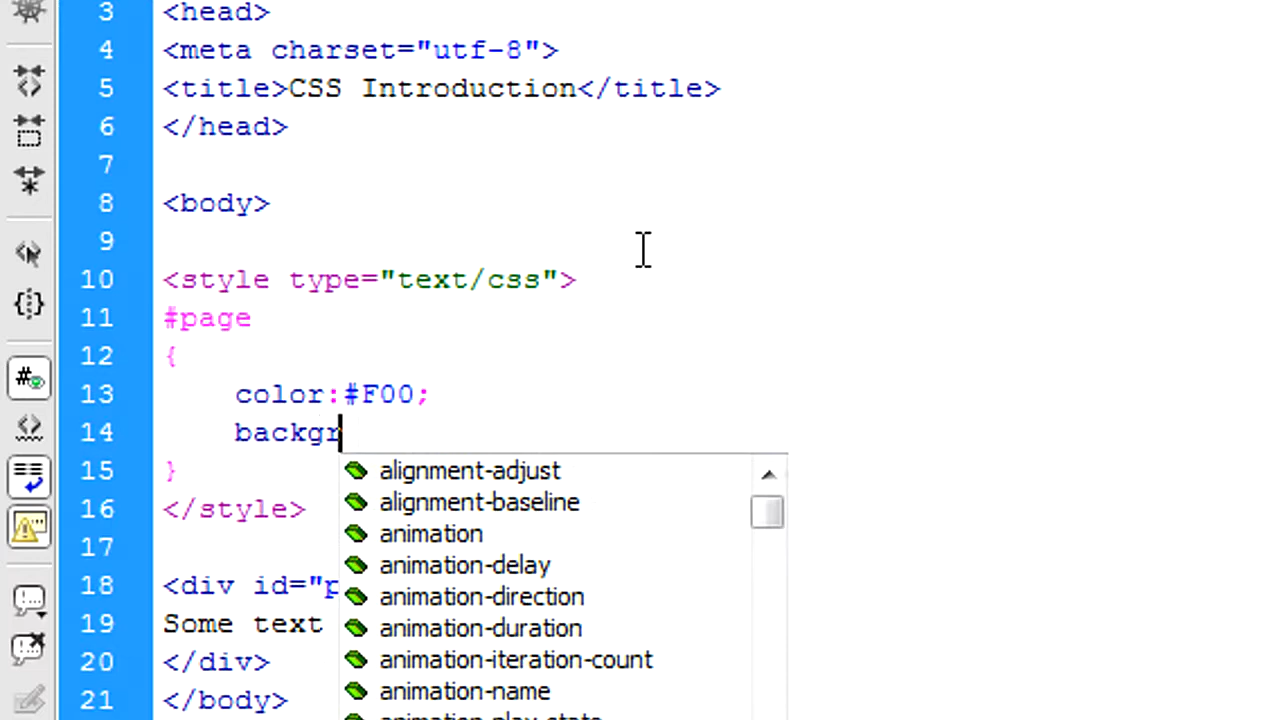 3 <head>
4 <meta charset="utf-8">
5 <title>CSS Introduction</title>
6 </head>
7
8 <body>
9
10 <style type="text/css">
11 #page
12 {
13 color:#F00;
14 backgr
15 }
16 </style>
17
18 <div id="p
19 Some text
20 </div>
21 </body>
alignment-adjust
alignment-baseline
animation
animation-delay
animation-direction
animation-duration
animation-iteration-count
animation-name
animation-play-state